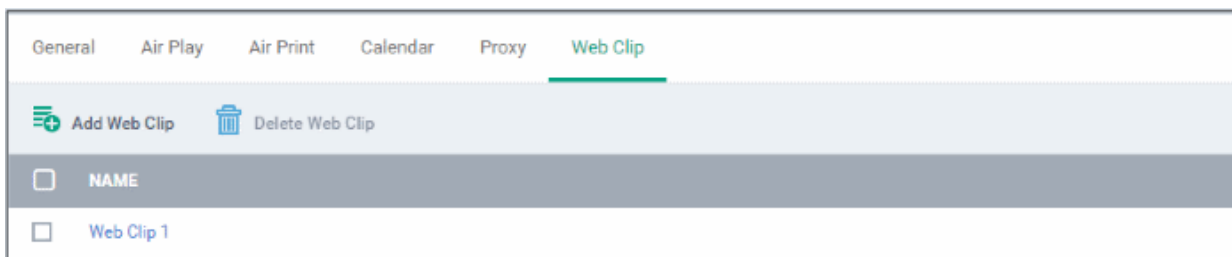 General Air Play Air Print Calendar Proxy Web Clip
Add Web Clip Delete Web Clip
NAME
Web Clip 1